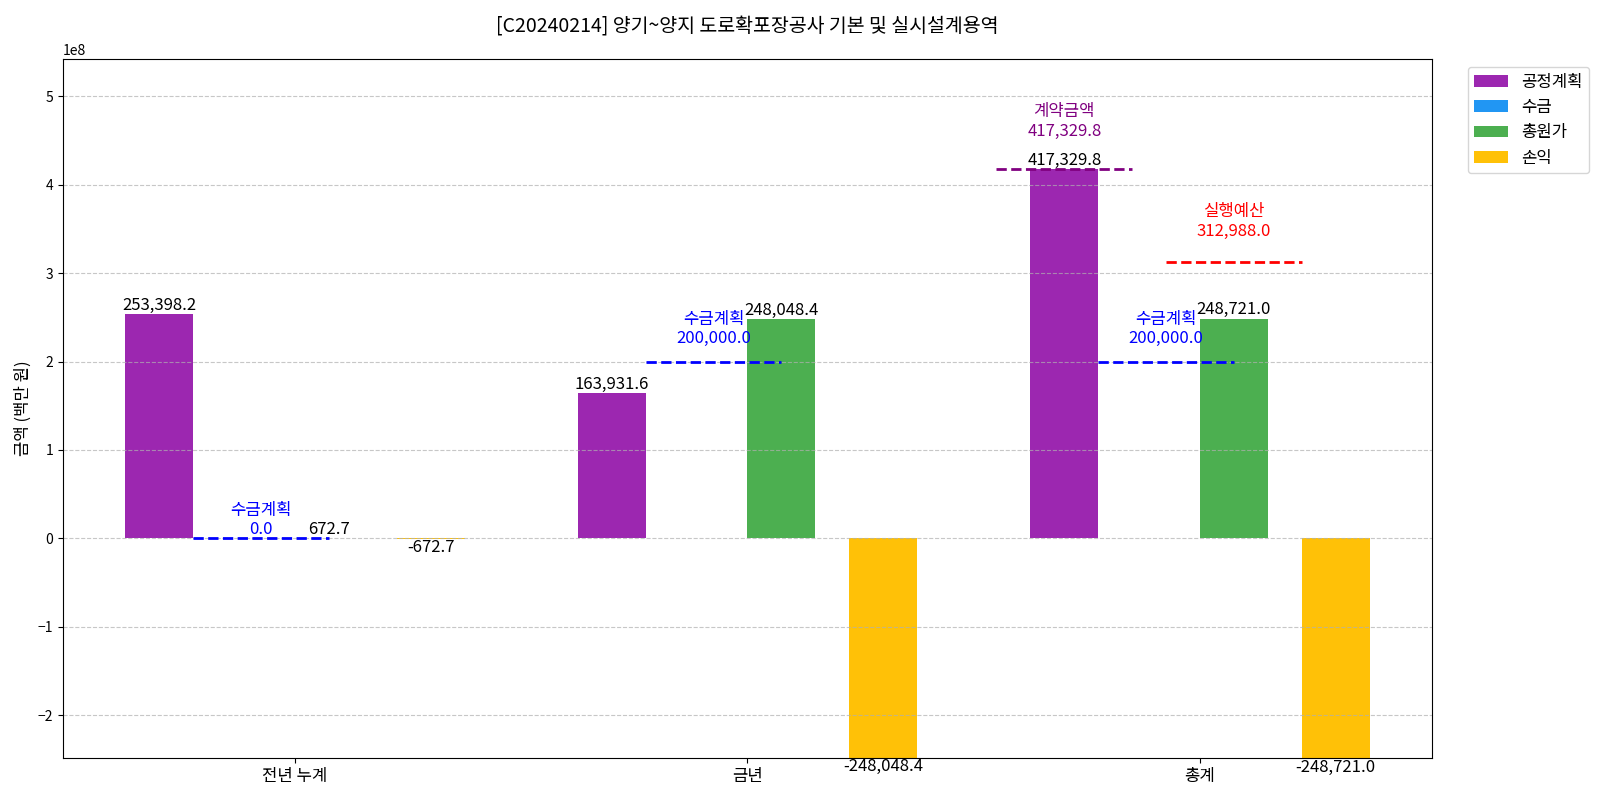 [C20240214] 양기~양지 도로확포장공사 기본 및 실시설계용역
1e8
금액 (백만 원)
5
4
3
2
1
0
−1
−2
253,398.2
수금계획
0.0
672.7
-672.7
163,931.6
수금계획
200,000.0
248,048.4
-248,048.4
계약금액
417,329.8
417,329.8
수금계획
200,000.0
실행예산
312,988.0
248,721.0
-248,721.0
전년 누계
금년
총계
공정계획
수금
총원가
손익